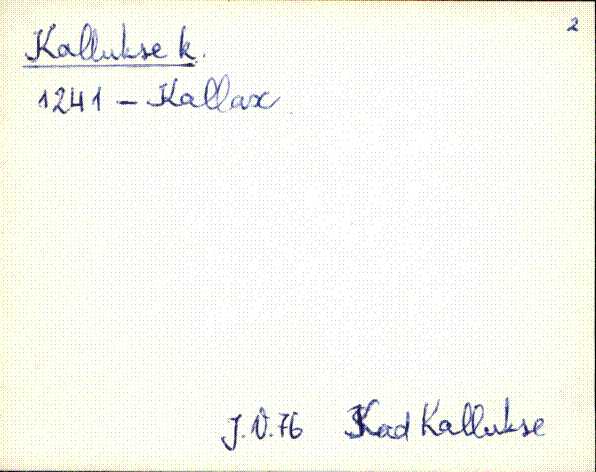 2
Kallukse k.
1241 – Kallax
J.V.76 Kad Kallukse